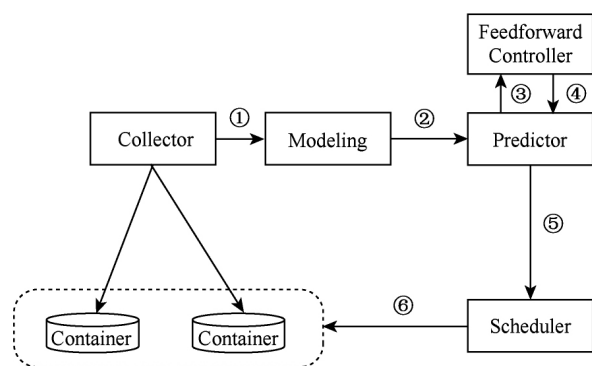 Feedforward
Controller
③ ④
① ②
Collector Modeling Predictor
⑤
⑥
Scheduler
Container Container